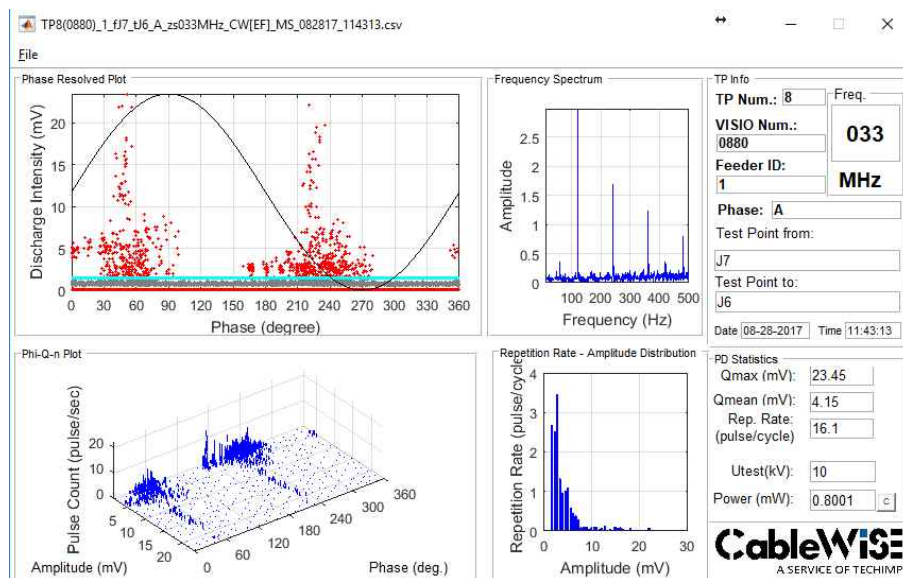 TP8(0880)_1_fJ7_tJ6_A_zs033MHz_CW[EF]_MS_082817_114313.csv
File
Phase Resolved Plot
Discharge Intensity (mV)
20
15
10
5
0
0 30 60 90 120 150 180 210 240 270 300 330 360
Phase (degree)
Frequency Spectrum
Amplitude
2.5
2
1.5
1
0.5
0
100 200 300 400 500
Frequency (Hz)
TP Info
TP Num.: 8
Freq.
033
MHz
VISIO Num.:
0880
Feeder ID:
1
Phase: A
Test Point from:
J7
Test Point to:
J6
Date 08-28-2017 Time 11:43:13
Phi-Q-n Plot
Pulse Count (pulse/sec)
20
10
0
5
10
15
20
Amplitude (mV)
0 60 120 180 240 300 360
Phase (deg.)
Repetition Rate - Amplitude Distribution
Repetition Rate (pulse/cycle)
4
3
2
1
0
0 10 20 30
Amplitude (mV)
PD Statistics
Qmax (mV): 23.45
Qmean (mV): 4.15
Rep. Rate:
(pulse/cycle) 16.1
Utest(kV): 10
Power (mW): 0.8001 c
CableWiSE
A SERVICE OF TECHIMP